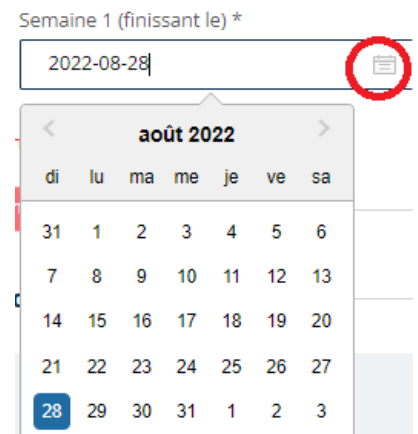 Semaine 1 (finissant le) *
2022-08-28
août 2022
di lu ma me je ve sa
31 1 2 3 4 5 6
7 8 9 10 11 12 13
14 15 16 17 18 19 20
21 22 23 24 25 26 27
28 29 30 31 1 2 3